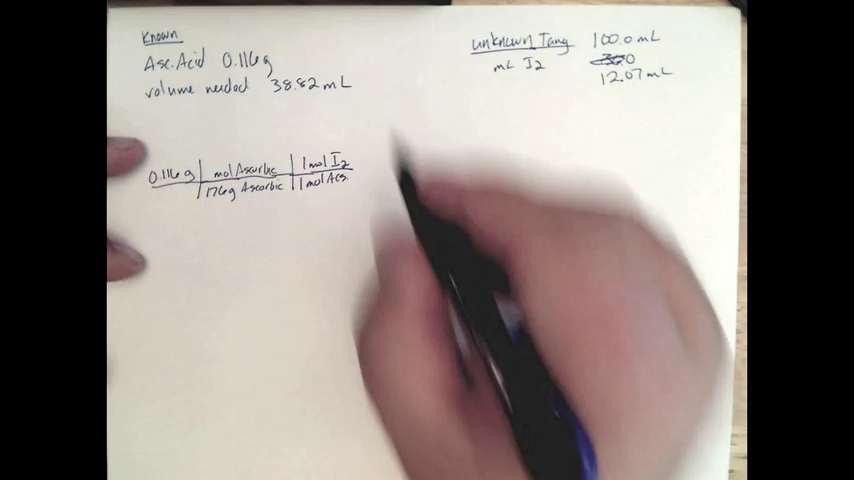 Known
Asc. Acid 0.116g
volume needed 38.82 mL
unknown Tang 100.0 mL
mL I2
12.07 mL
0.116 g | mol Ascorbic | 1 mol I2
176g Ascorbic | 1 mol Acs.